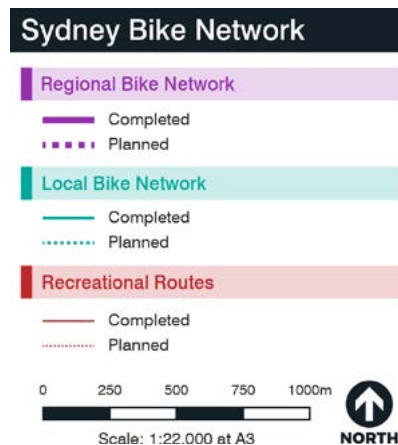 Sydney Bike Network
Regional Bike Network
Completed
Planned
Local Bike Network
Completed
Planned
Recreational Routes
Completed
Planned
0 250 500 750 1000m
Scale: 1:22,000 at A3
NORTH